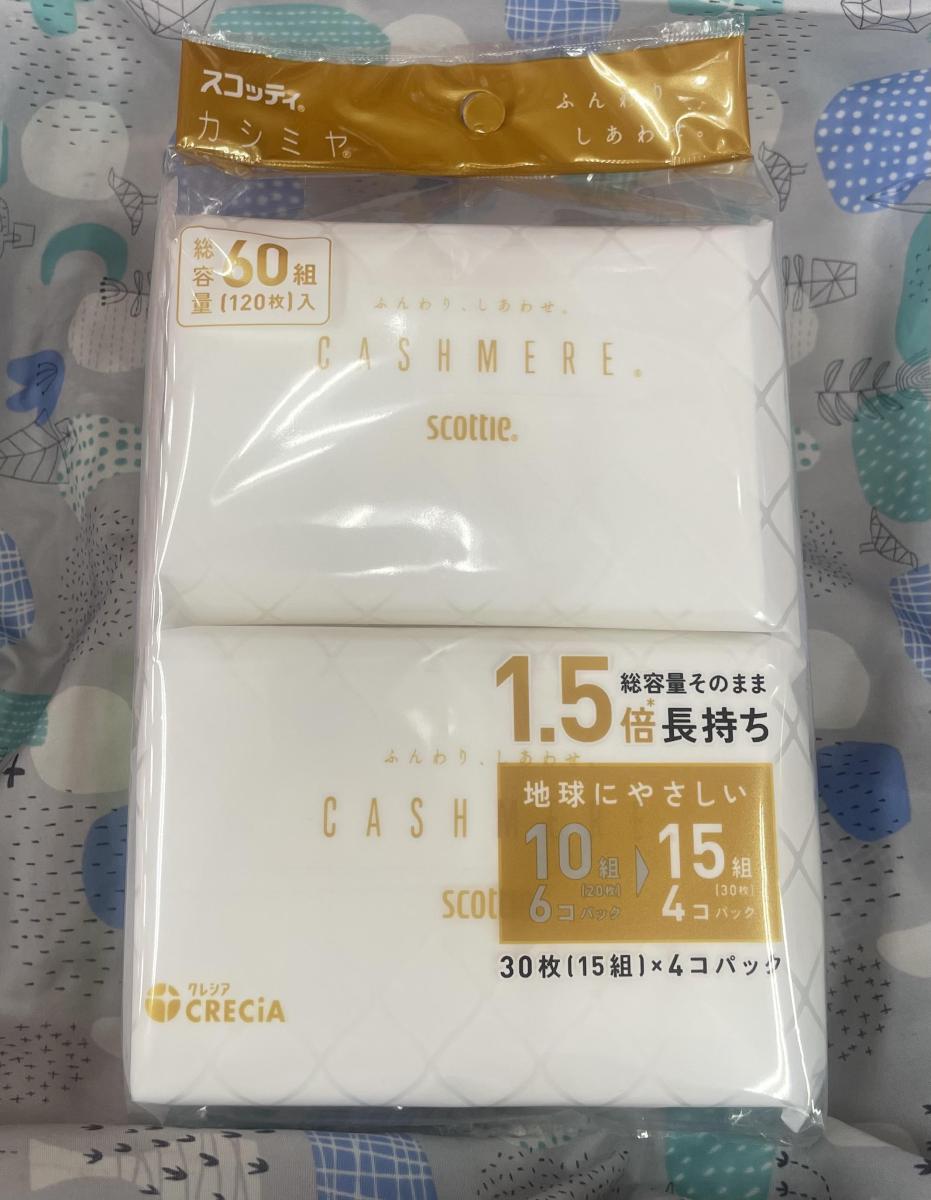 スコッティ®
カシミヤ®
ふんわり
しあわせ。
総容量 60組
(120枚)入
ふんわり、しあわせ。
CASHMERE®
scottie®
1.5倍*
総容量そのまま
長持ち
ふんわり、しあわせ。
CASHM
地球にやさしい
10組 15組
(20枚) (30枚)
6コパック 4コパック
scott
30枚(15組)×4コパック
クレシア
CRECIA